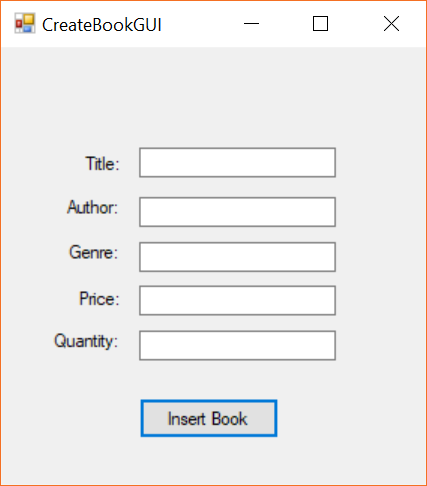 CreateBookGUI
Title:
Author:
Genre:
Price:
Quantity:
Insert Book